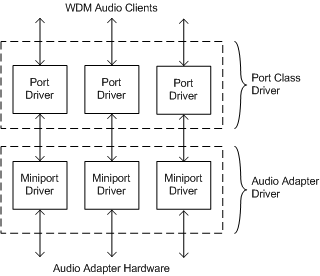 WDM Audio Clients
Port Port Port
Driver Driver Driver
Port Class
Driver
Miniport Miniport Miniport
Driver Driver Driver
Audio Adapter
Driver
Audio Adapter Hardware